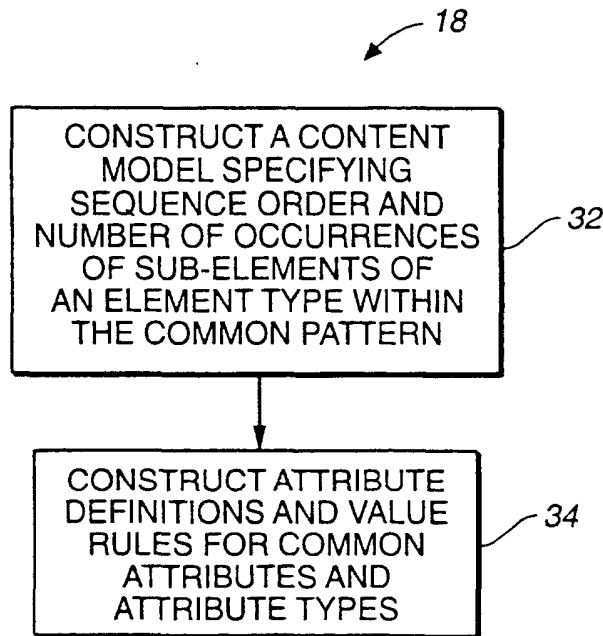 18
CONSTRUCT A CONTENT
MODEL SPECIFYING
SEQUENCE ORDER AND
NUMBER OF OCCURRENCES
OF SUB-ELEMENTS OF
AN ELEMENT TYPE WITHIN
THE COMMON PATTERN
32
CONSTRUCT ATTRIBUTE
DEFINITIONS AND VALUE
RULES FOR COMMON
ATTRIBUTES AND
ATTRIBUTE TYPES
34